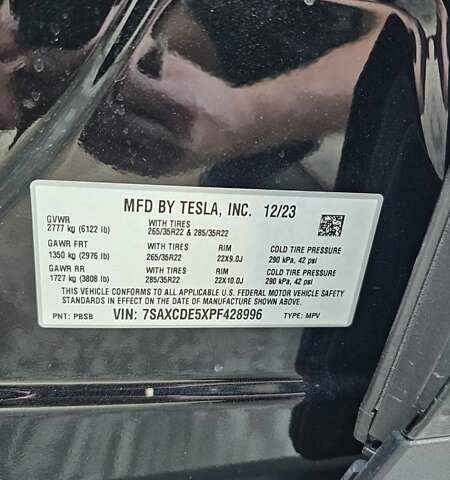 MFD BY TESLA, INC. 12/23
GVWR
2777 kg (6122 lb)
WITH TIRES
265/35R22 & 285/35R22
GAWR FRT
1350 kg (2976 lb)
WITH TIRES
265/35R22
RIM
22X9.0J
COLD TIRE PRESSURE
290 kPa, 42 psi
GAWR RR
1727 kg (3808 lb)
WITH TIRES
285/35R22
RIM
22X10.0J
COLD TIRE PRESSURE
290 kPa, 42 psi
THIS VEHICLE CONFORMS TO ALL APPLICABLE U.S. FEDERAL MOTOR VEHICLE SAFETY
STANDARDS IN EFFECT ON THE DATE OF MANUFACTURE SHOWN ABOVE.
PNT: PBSB VIN: 7SAXCDE5XPF428996 TYPE: MPV